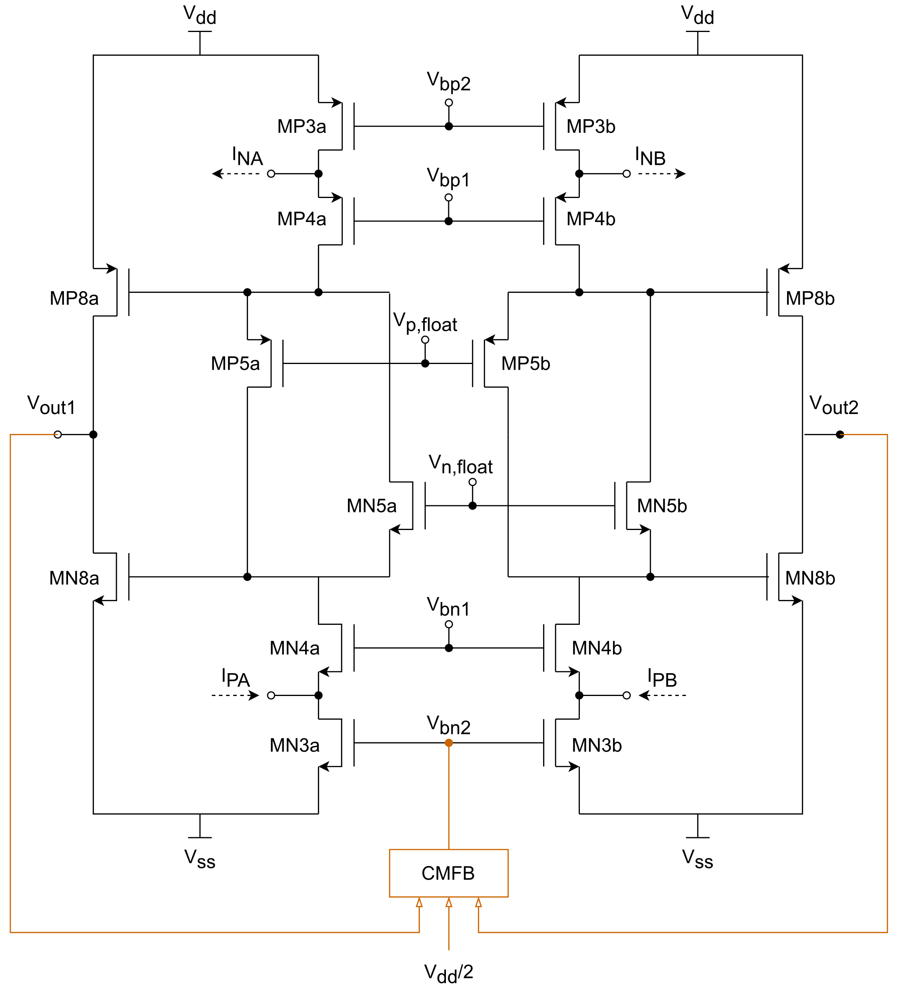 Vdd Vdd
Vbp2
MP3a MP3b
INA INB
Vbp1
MP4a MP4b
MP8a MP8b
Vp,float
MP5a MP5b
Vout1 Vout2
Vn,float
MN5a MN5b
MN8a MN8b
Vbn1
MN4a MN4b
IPA IPB
Vbn2
MN3a MN3b
Vss Vss
CMFB
Vdd/2